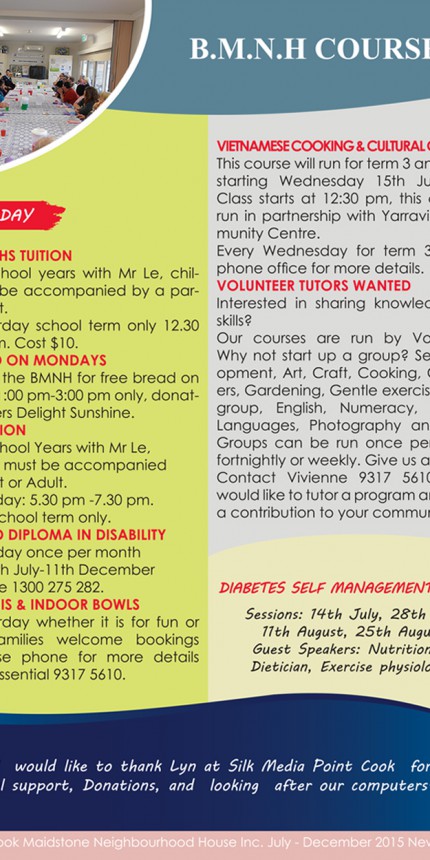 B.M.N.H COURSE
DAY
HS TUITION
hool years with Mr Le, chil-
be accompanied by a par-
t.
rday school term only 12.30
m. Cost $10.
D ON MONDAYS
the BMNH for free bread on
:00 pm-3:00 pm only, donat-
ers Delight Sunshine.
ION
hool Years with Mr Le,
must be accompanied
t or Adult.
day: 5.30 pm -7.30 pm.
chool term only.
D DIPLOMA IN DISABILITY
day once per month
h July-11th December
e 1300 275 282.
IS & INDOOR BOWLS
rday whether it is for fun or
amilies welcome bookings
se phone for more details
ssential 9317 5610.
VIETNAMESE COOKING & CULTURAL
This course will run for term 3 an
starting Wednesday 15th Ju
Class starts at 12:30 pm, this
run in partnership with Yarravi
munity Centre.
Every Wednesday for term 3
phone office for more details.
VOLUNTEER TUTORS WANTED
Interested in sharing knowled
skills?
Our courses are run by Vo
Why not start up a group? Se
opment, Art, Craft, Cooking,
ers, Gardening, Gentle exercis
group, English, Numeracy,
Languages, Photography an
Groups can be run once per
fortnightly or weekly. Give us a
Contact Vivienne 9317 5610
would like to tutor a program a
a contribution to your commu
DIABETES SELF MANAGEMENT
Sessions: 14th July, 28th
11th August, 25th Augu
Guest Speakers: Nutrition
Dietician, Exercise physiol
would like to thank Lyn at Silk Media Point Cook for
l support, Donations, and looking after our computers
ook Maidstone Neighbourhood House Inc. July - December 2015 New